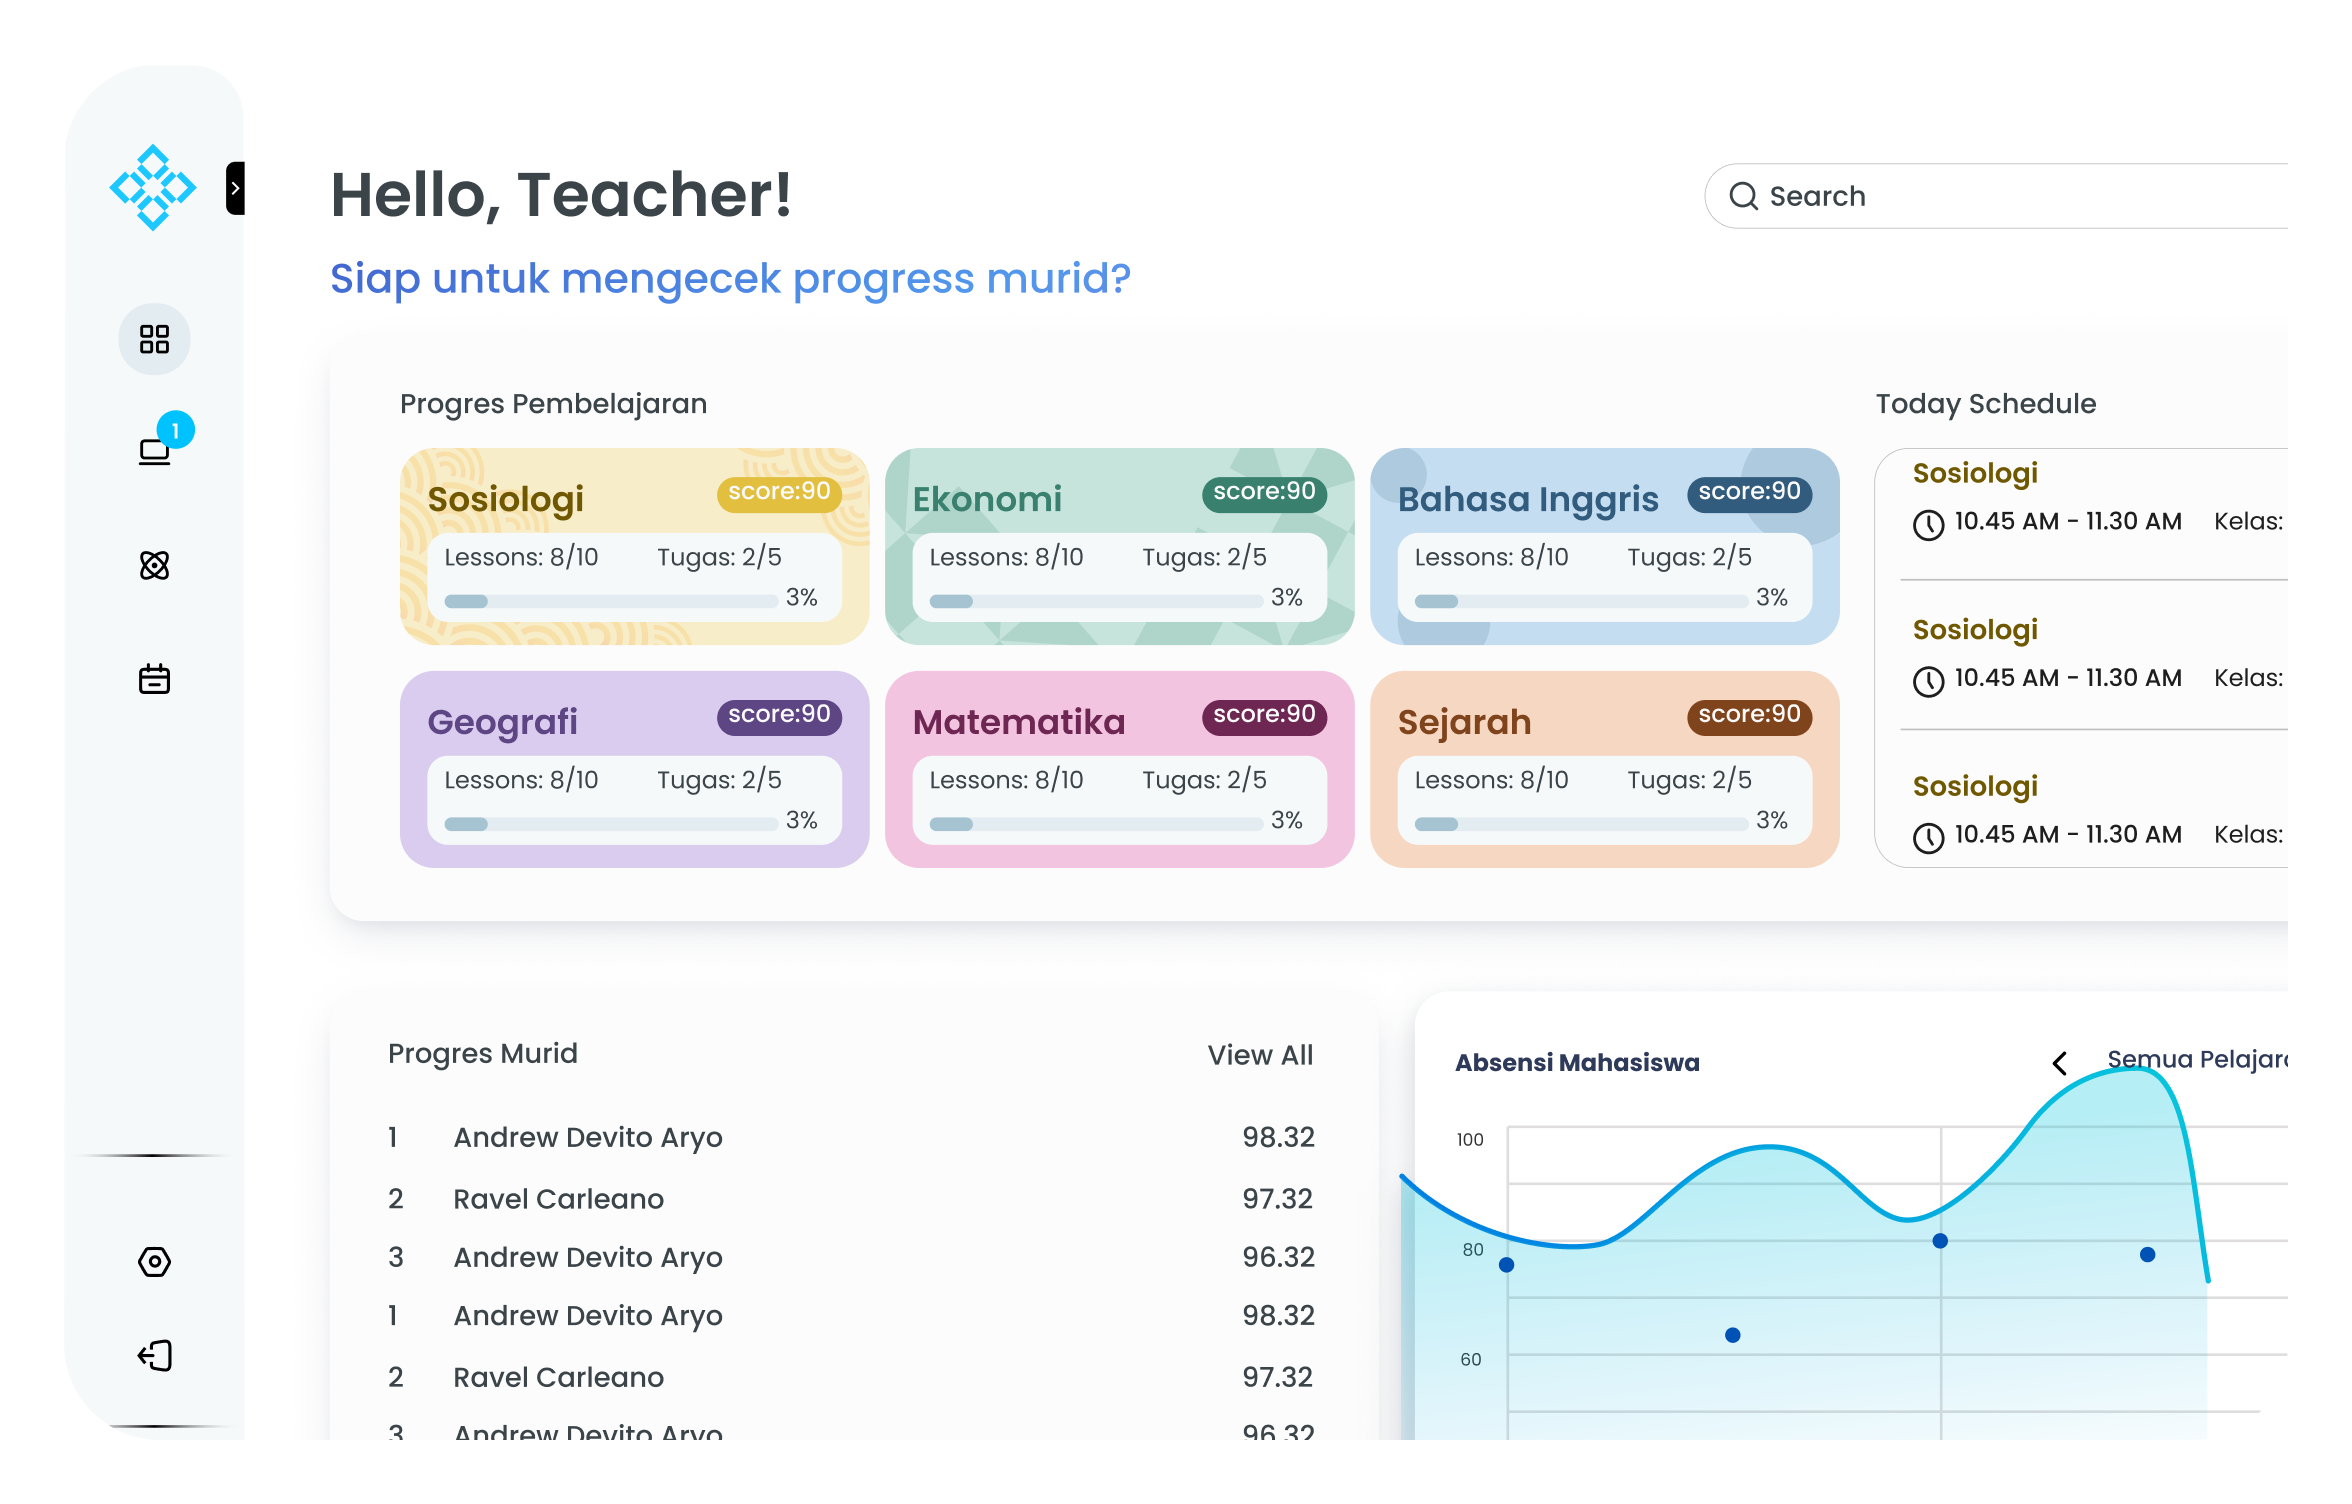 Hello, Teacher!
Search
Siap untuk mengecek progress murid?
1
Progres Pembelajaran
Sosiologi
score:90
Lessons: 8/10
Tugas: 2/5
3%
Ekonomi
score:90
Lessons: 8/10
Tugas: 2/5
3%
Bahasa Inggris
score:90
Lessons: 8/10
Tugas: 2/5
3%
Geografi
score:90
Lessons: 8/10
Tugas: 2/5
3%
Matematika
score:90
Lessons: 8/10
Tugas: 2/5
3%
Sejarah
score:90
Lessons: 8/10
Tugas: 2/5
3%
Today Schedule
Sosiologi
10.45 AM - 11.30 AM Kelas:
Sosiologi
10.45 AM - 11.30 AM Kelas:
Sosiologi
10.45 AM - 11.30 AM Kelas:
Progres Murid
View All
1 Andrew Devito Aryo 98.32
2 Ravel Carleano 97.32
3 Andrew Devito Aryo 96.32
1 Andrew Devito Aryo 98.32
2 Ravel Carleano 97.32
3 Andrew Devito Aryo 96.32
Absensi Mahasiswa
Semua
100
80
60